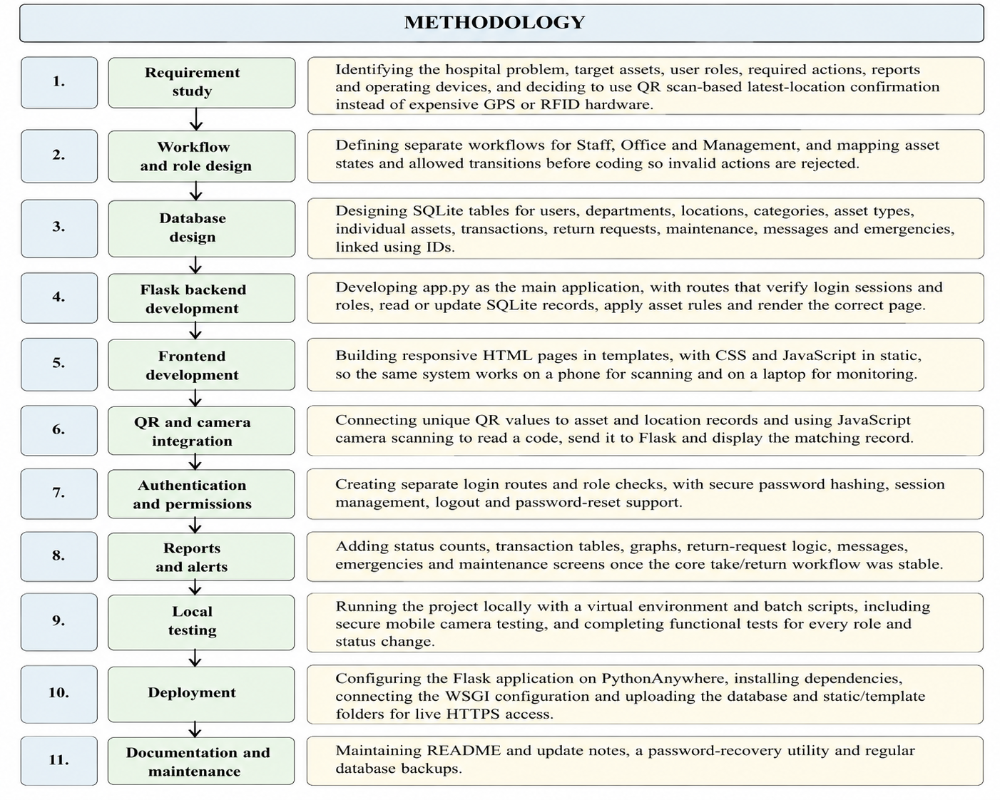 METHODOLOGY
1.
Requirement
study
Identifying the hospital problem, target assets, user roles, required actions, reports
and operating devices, and deciding to use QR scan-based latest-location confirmation
instead of expensive GPS or RFID hardware.
2.
Workflow
and role design
Defining separate workflows for Staff, Office and Management, and mapping asset
states and allowed transitions before coding so invalid actions are rejected.
3.
Database
design
Designing SQLite tables for users, departments, locations, categories, asset types,
individual assets, transactions, return requests, maintenance, messages and emergencies,
linked using IDs.
4.
Flask backend
development
Developing app.py as the main application, with routes that verify login sessions and
roles, read or update SQLite records, apply asset rules and render the correct page.
5.
Frontend
development
Building responsive HTML pages in templates, with CSS and JavaScript in static,
so the same system works on a phone for scanning and on a laptop for monitoring.
6.
QR and camera
integration
Connecting unique QR values to asset and location records and using JavaScript
camera scanning to read a code, send it to Flask and display the matching record.
7.
Authentication
and permissions
Creating separate login routes and role checks, with secure password hashing, session
management, logout and password-reset support.
8.
Reports
and alerts
Adding status counts, transaction tables, graphs, return-request logic, messages,
emergencies and maintenance screens once the core take/return workflow was stable.
9.
Local
testing
Running the project locally with a virtual environment and batch scripts, including
secure mobile camera testing, and completing functional tests for every role and
status change.
10.
Deployment
Configuring the Flask application on PythonAnywhere, installing dependencies,
connecting the WSGI configuration and uploading the database and static/template
folders for live HTTPS access.
11.
Documentation and
maintenance
Maintaining README and update notes, a password-recovery utility and regular
database backups.